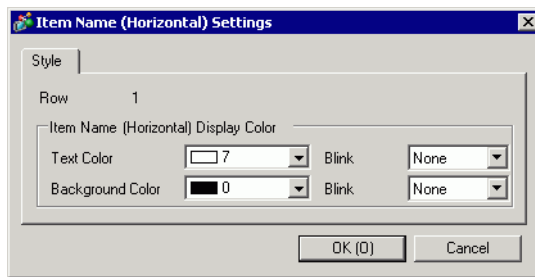 Item Name (Horizontal) Settings
Style
Row 1
Item Name (Horizontal) Display Color
Text Color 7 Blink None
Background Color 0 Blink None
OK (O) Cancel